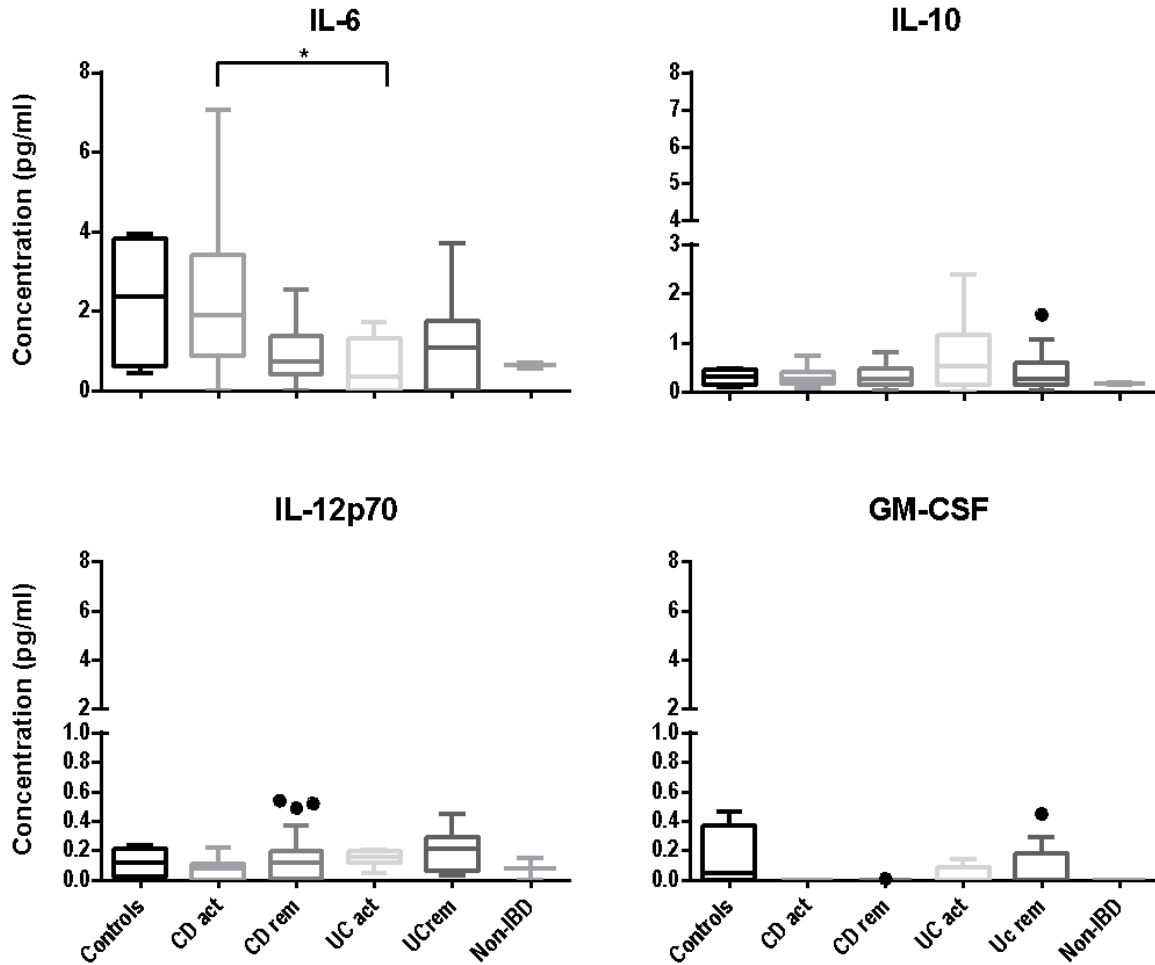 IL-6
*
Concentration (pg/ml)
8
6
4
2
0
IL-10
8
7
6
5
4
3
2
1
0
IL-12p70
Concentration (pg/ml)
8
6
4
2
1.0
0.8
0.6
0.4
0.2
0.0
Controls
CD act
CD rem
UC act
UCrem
Non-IBD
GM-CSF
8
6
4
2
1.0
0.8
0.6
0.4
0.2
0.0
Controls
CD act
CD rem
UC act
Uc rem
Non-IBD